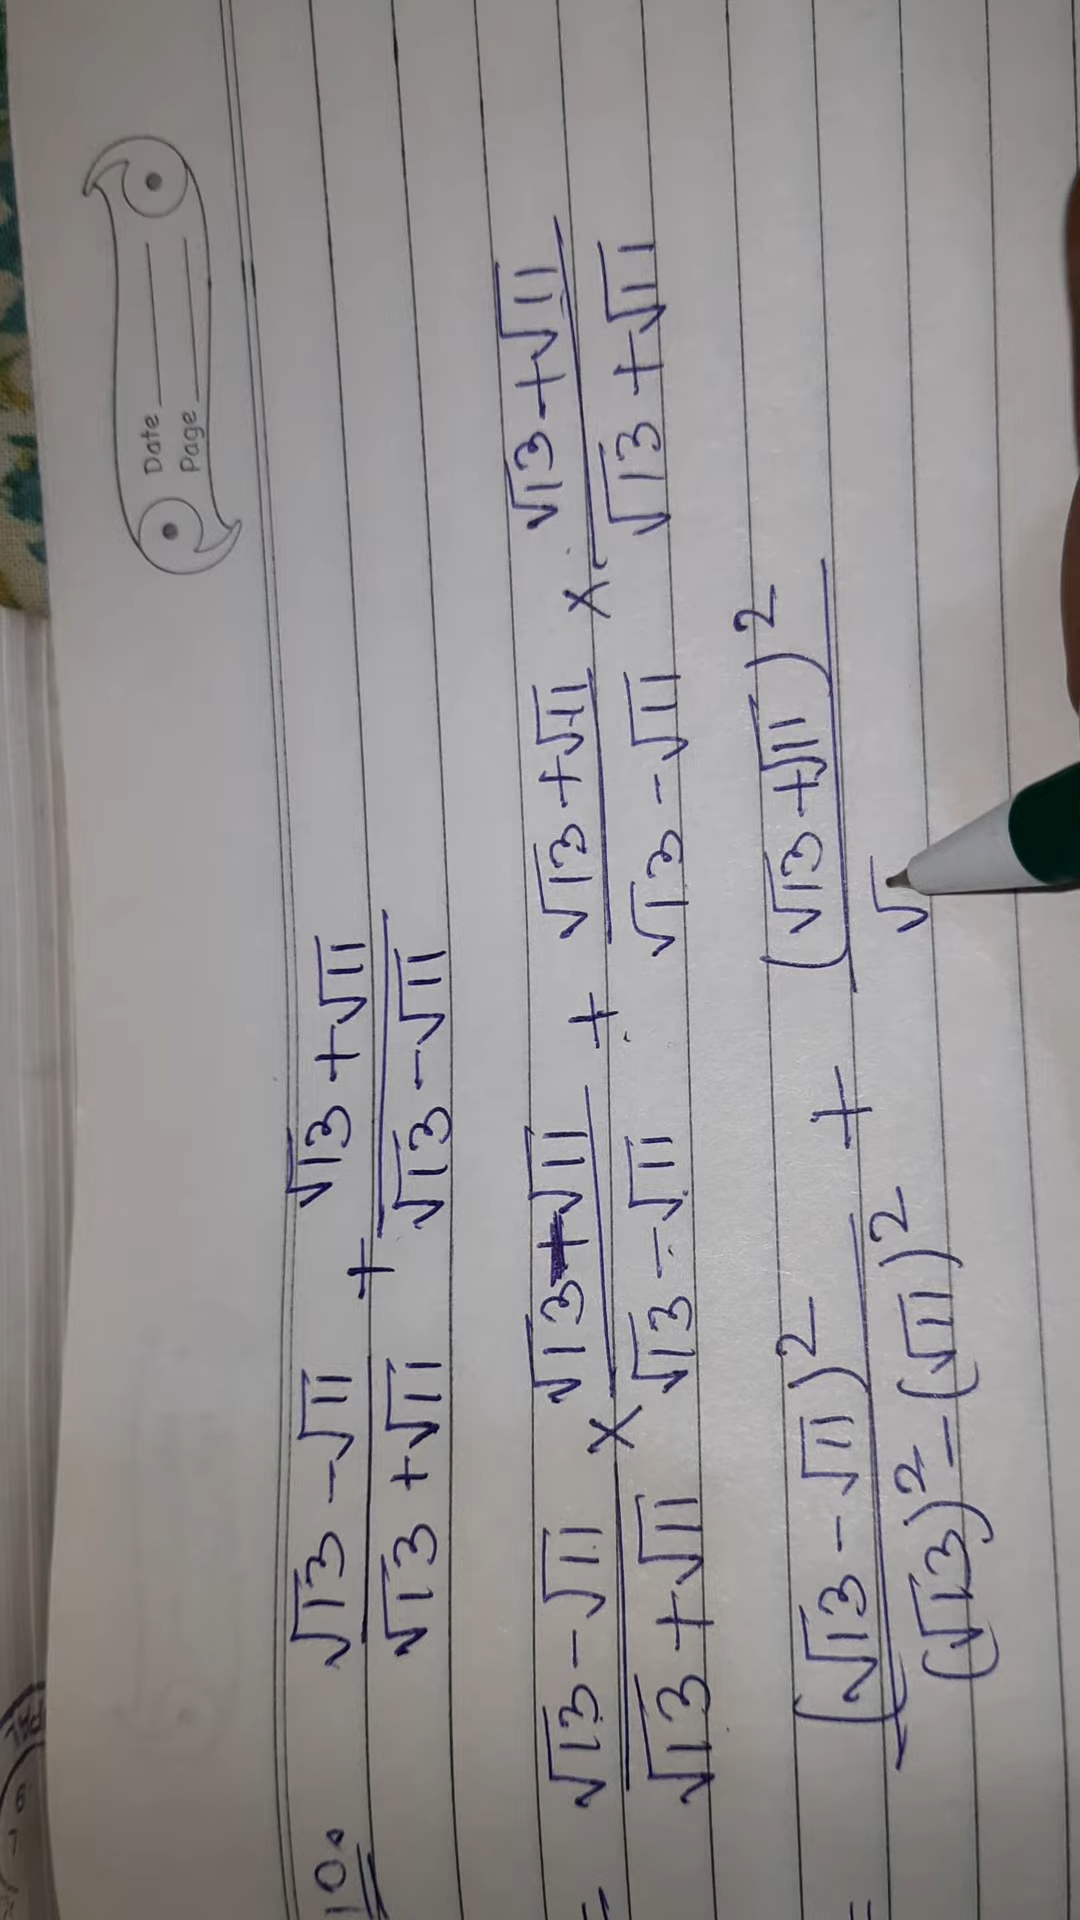 Date
Page
10. (√13 - √11)/(√13 + √11) + (√13 + √11)/(√13 - √11)
= (√13 - √11)/(√13 + √11) × (√13 - √11)/(√13 - √11) + (√13 + √11)/(√13 - √11) × (√13 + √11)/(√13 + √11)
= (√13 - √11)²/((√13)² - (√11)²) + (√13 + √11)²/√